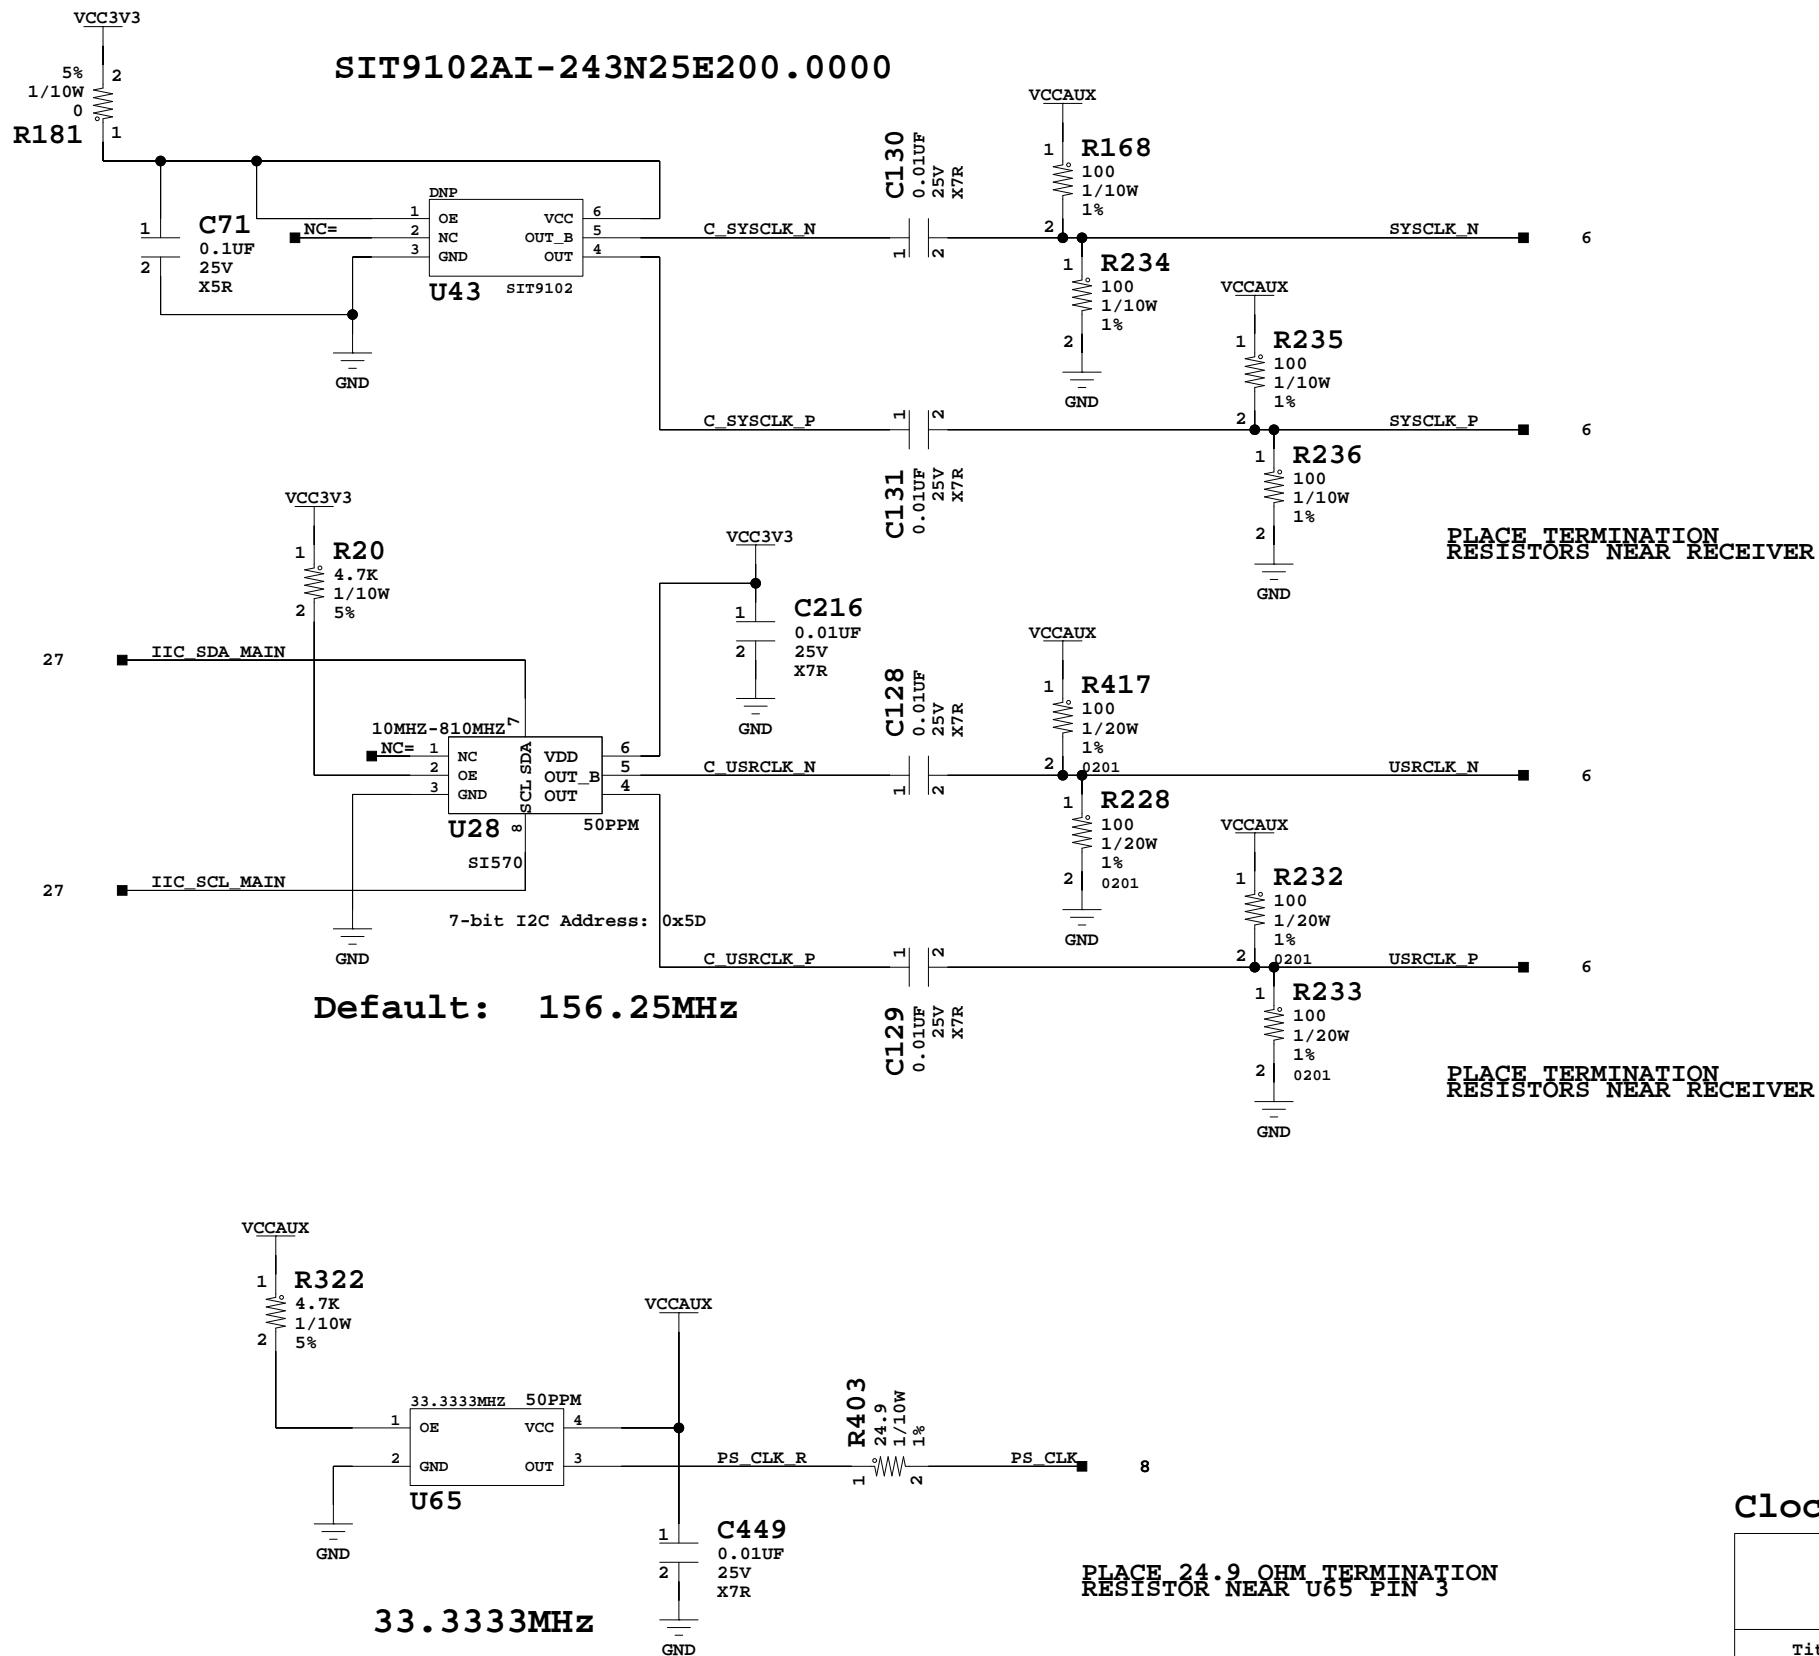 VCC3V3
SIT9102AI-243N25E200.0000
5%
1/10W
0
R181
2
1
C71
0.1UF
25V
X5R
1
2
NC=
DNP
1 OE
2 NC
3 GND
VCC 6
OUT_B 5
OUT 4
U43 SIT9102
GND
C_SYSCLK_N
C130
0.01UF
25V
X7R
1
2
VCCAUX
1
R168
100
1/10W
1%
2
SYSCLK_N
6
1
R234
100
1/10W
1%
2
GND
VCCAUX
1
R235
100
1/10W
1%
2
C_SYSCLK_P
1
2
C131
0.01UF
25V
X7R
SYSCLK_P
6
1
R236
100
1/10W
1%
2
GND
PLACE TERMINATION
RESISTORS NEAR RECEIVER
VCC3V3
1
R20
4.7K
1/10W
5%
2
VCC3V3
1
C216
0.01UF
25V
X7R
2
GND
27
IIC_SDA_MAIN
10MHZ-810MHZ
7
NC=
1 NC
2 OE
3 GND
SCL SDA
VDD 6
OUT_B 5
OUT 4
U28
8
50PPM
SI570
27
IIC_SCL_MAIN
7-bit I2C Address: 0x5D
GND
Default: 156.25MHz
C_USRCLK_N
C128
0.01UF
25V
X7R
1
2
VCCAUX
1
R417
100
1/20W
1%
2
0201
USRCLK_N
6
1
R228
100
1/20W
1%
2
0201
GND
VCCAUX
1
R232
100
1/20W
1%
2
0201
C_USRCLK_P
1
2
C129
0.01UF
25V
X7R
USRCLK_P
6
1
R233
100
1/20W
1%
2
0201
GND
PLACE TERMINATION
RESISTORS NEAR RECEIVER
VCCAUX
1
R322
4.7K
1/10W
5%
2
VCCAUX
33.3333MHZ 50PPM
1 OE
2 GND
VCC 4
OUT 3
U65
GND
PS_CLK_R
R403
24.9
1/10W
1%
1
2
PS_CLK
8
1
C449
0.01UF
25V
X7R
2
GND
33.3333MHz
PLACE 24.9 OHM TERMINATION
RESISTOR NEAR U65 PIN 3